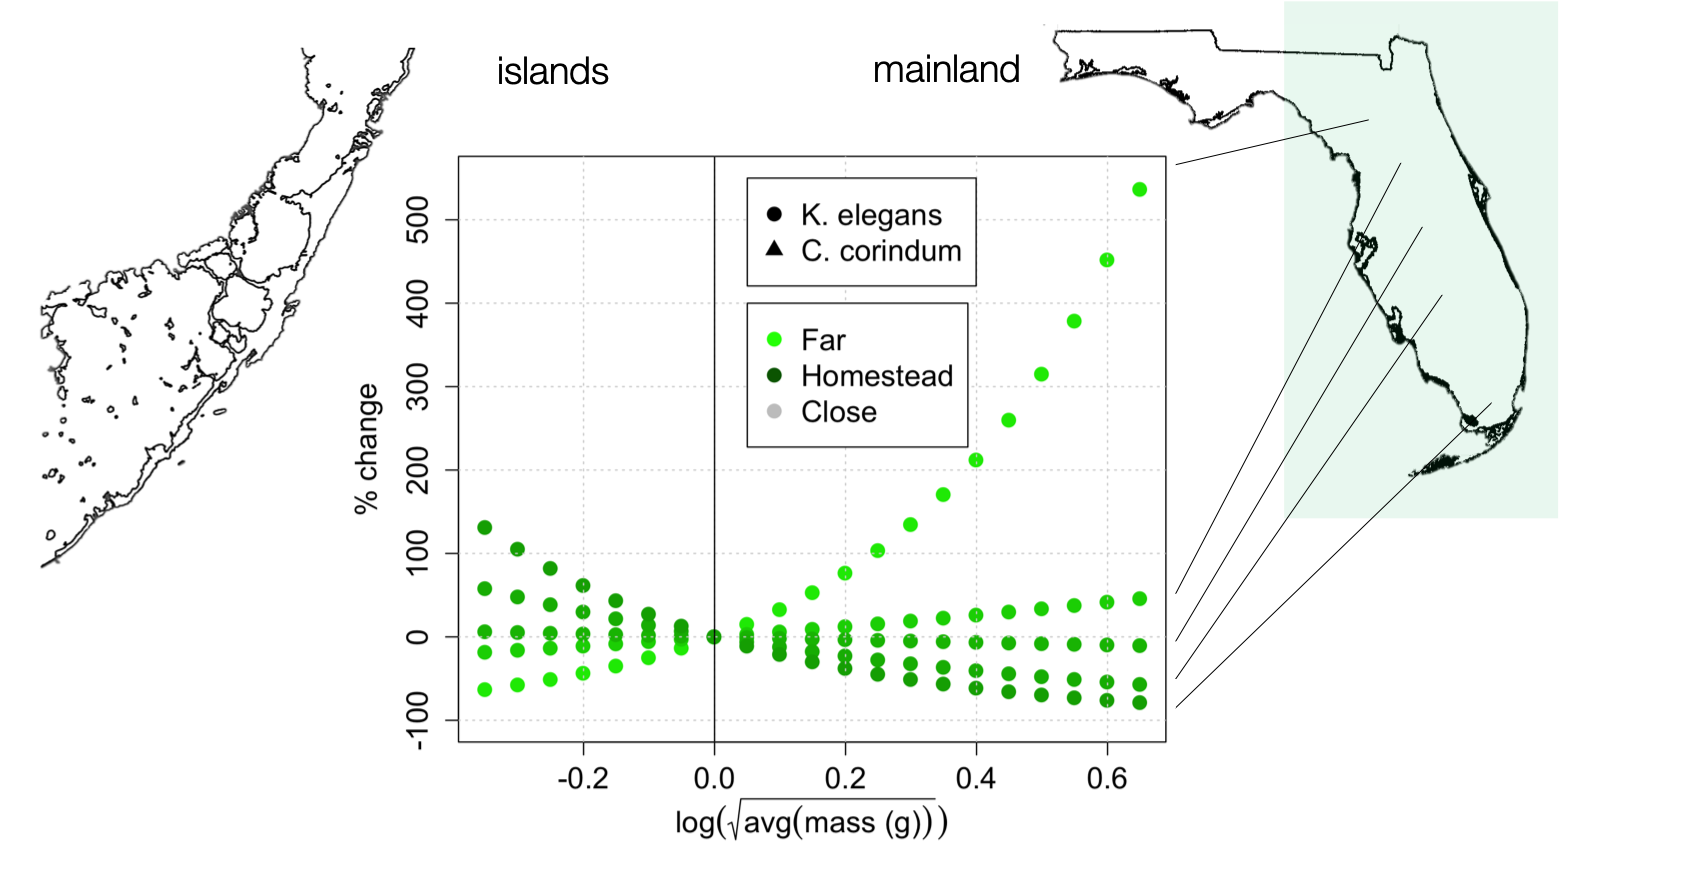 islands
mainland
K. elegans
C. corindum
Far
Homestead
Close
% change
500
400
300
200
100
0
-100
-0.2 0.0 0.2 0.4 0.6
log(√avg(mass (g)))